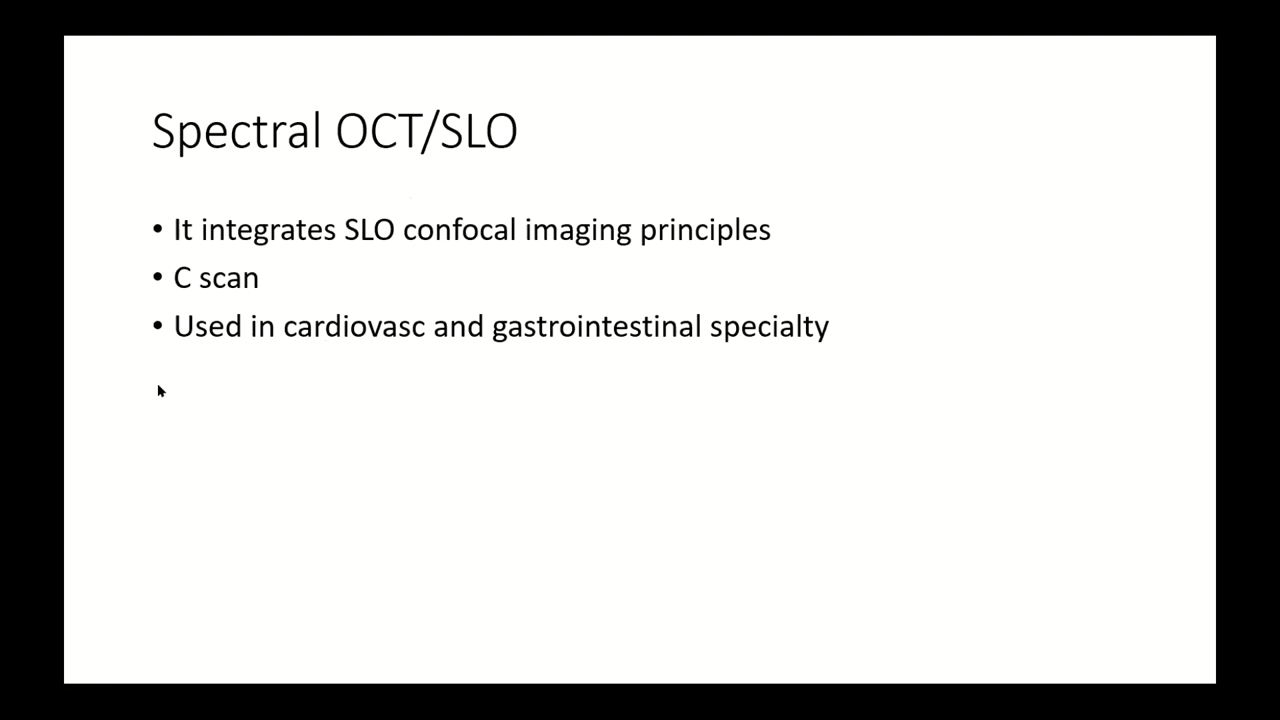 Spectral OCT/SLO
• It integrates SLO confocal imaging principles
• C scan
• Used in cardiovasc and gastrointestinal specialty